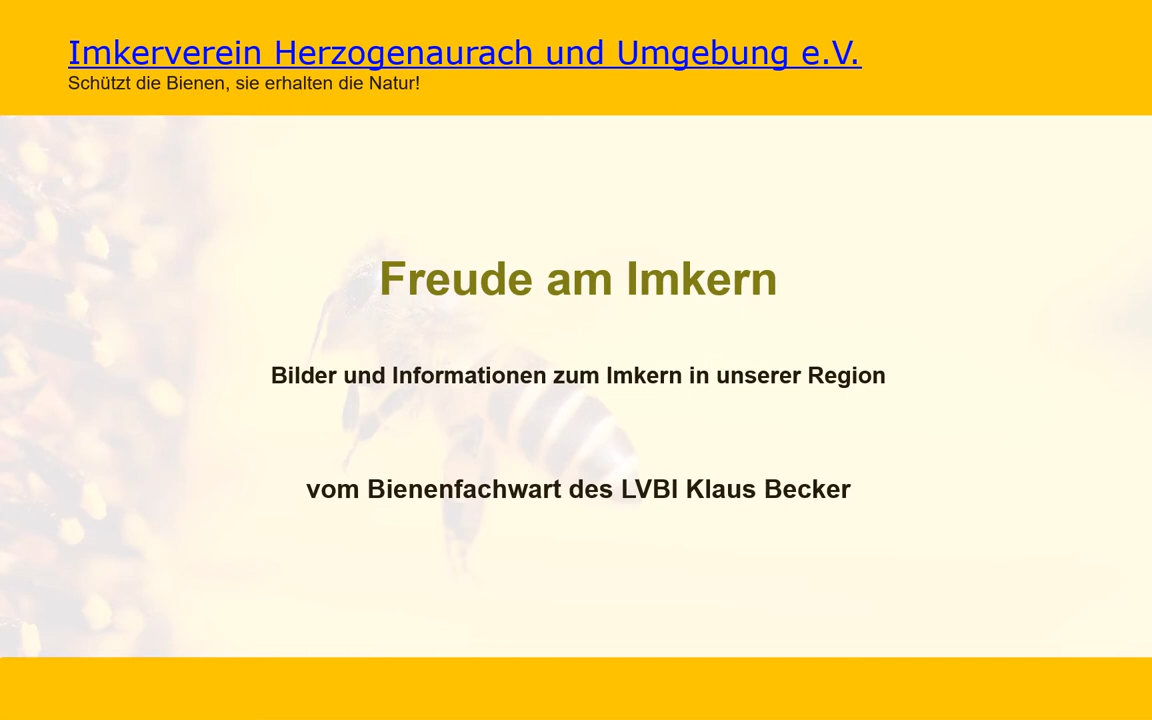 Imkerverein Herzogenaurach und Umgebung e.V.
Schützt die Bienen, sie erhalten die Natur!
Freude am Imkern
Bilder und Informationen zum Imkern in unserer Region
vom Bienenfachwart des LVBI Klaus Becker